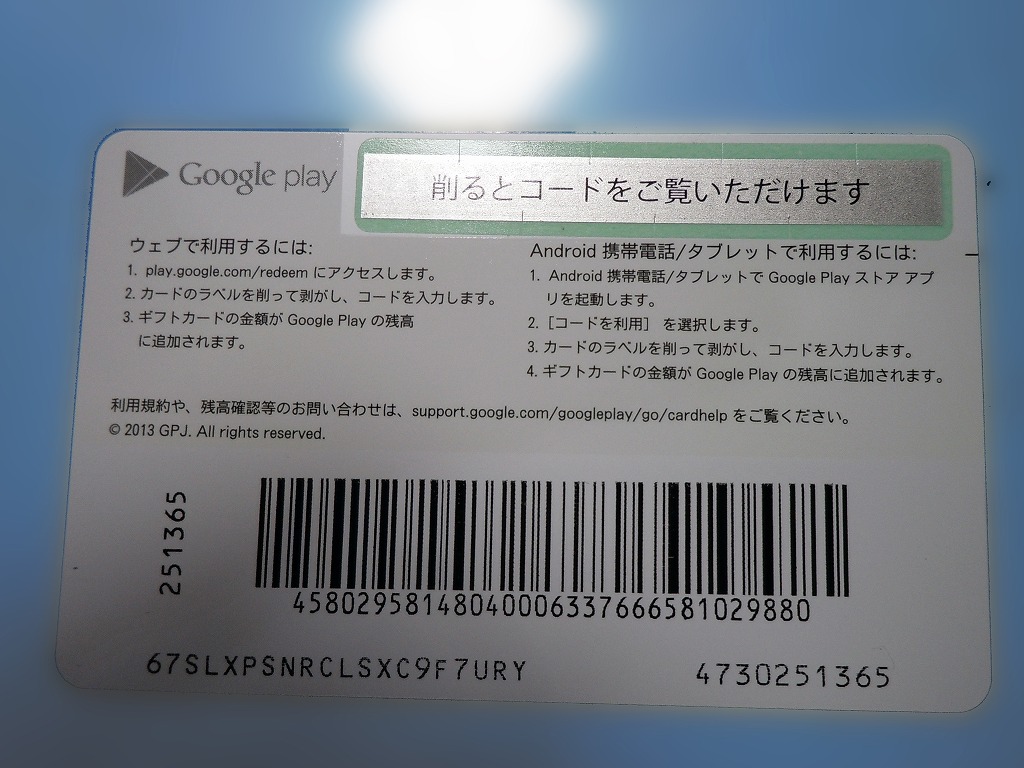 Google play
削るとコードをご覧いただけます
ウェブで利用するには:
1. play.google.com/redeem にアクセスします。
2. カードのラベルを削って剥がし、コードを入力します。
3. ギフトカードの金額が Google Play の残高
に追加されます。
Android 携帯電話/タブレットで利用するには:
1. Android 携帯電話/タブレットで Google Play ストア アプ
リを起動します。
2. [コードを利用] を選択します。
3. カードのラベルを削って剥がし、コードを入力します。
4. ギフトカードの金額が Google Play の残高に追加されます。
利用規約や、残高確認等のお問い合わせは、support.google.com/googleplay/go/cardhelp をご覧ください。
© 2013 GPJ. All rights reserved.
251365
45802958148040006337666581029880
67SLXPSNRCLSXC9F7URY
4730251365